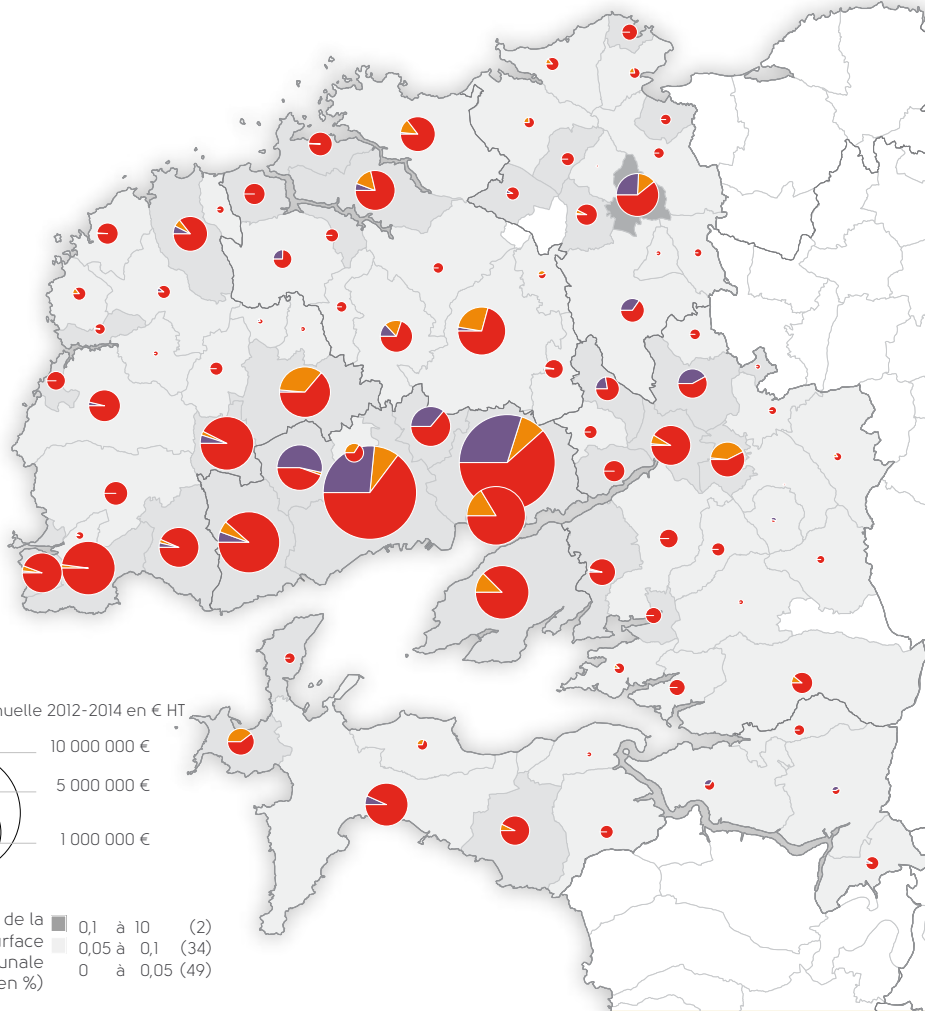 nuelle 2012-2014 en € HT
10 000 000 €
5 000 000 €
1 000 000 €
de la
urface
unale
en %)
0,1 à 10 (2)
0,05 à 0,1 (34)
0 à 0,05 (49)